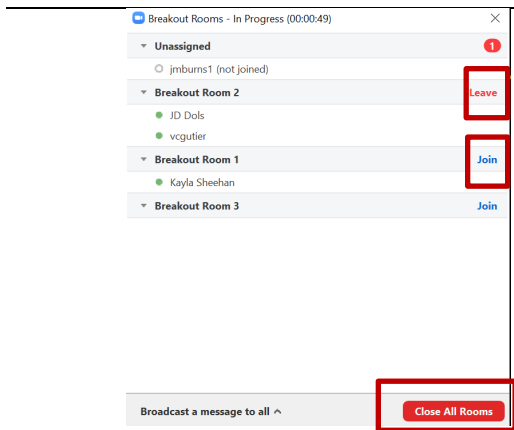 Breakout Rooms - In Progress (00:00:49)
Unassigned 1
jmburns1 (not joined)
Breakout Room 2 Leave
JD Dols
vcgutier
Breakout Room 1 Join
Kayla Sheehan
Breakout Room 3 Join
Broadcast a message to all Close All Rooms